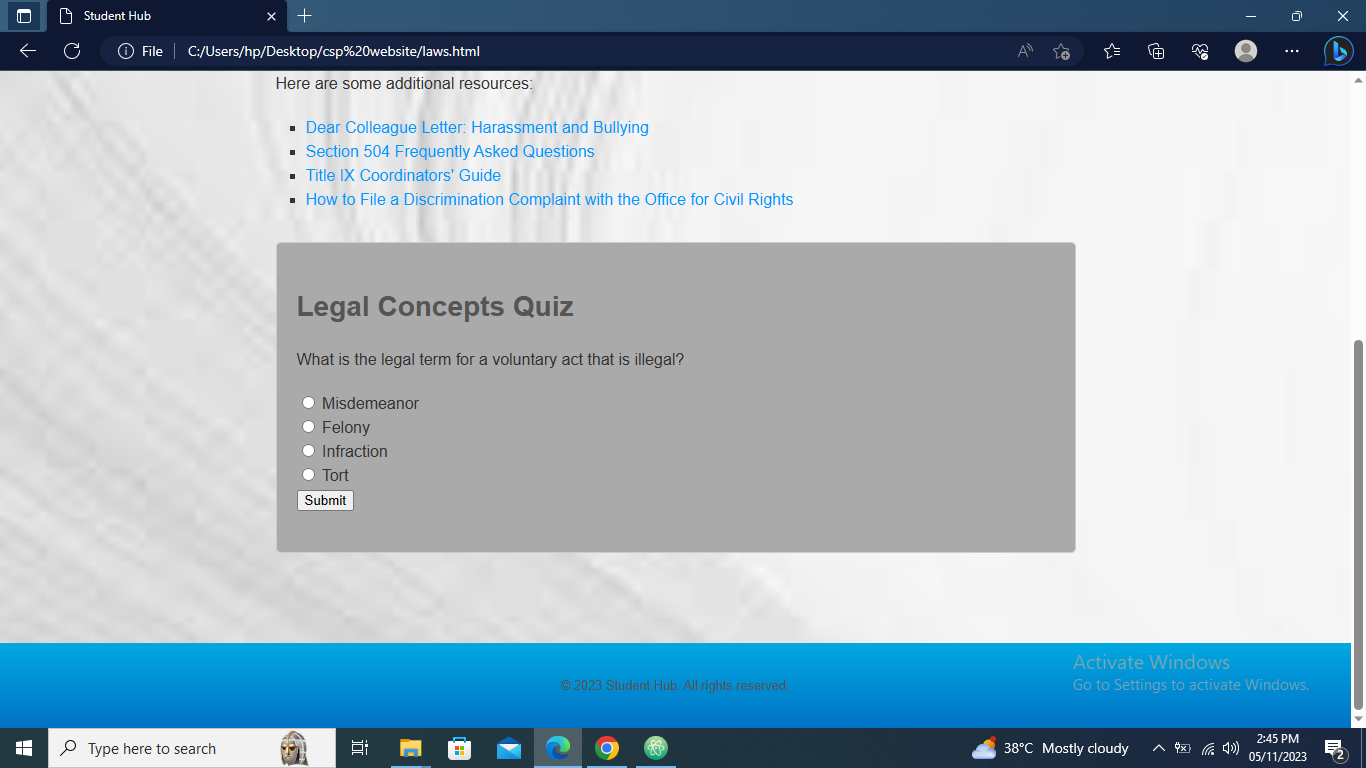 Student Hub
File
C:/Users/hp/Desktop/csp%20website/laws.html
Here are some additional resources:
Dear Colleague Letter: Harassment and Bullying
Section 504 Frequently Asked Questions
Title IX Coordinators' Guide
How to File a Discrimination Complaint with the Office for Civil Rights
Legal Concepts Quiz
What is the legal term for a voluntary act that is illegal?
Misdemeanor
Felony
Infraction
Tort
Submit
Activate Windows
Go to Settings to activate Windows.
© 2023 Student Hub. All rights reserved.
Type here to search
38°C Mostly cloudy
2:45 PM
05/11/2023
2